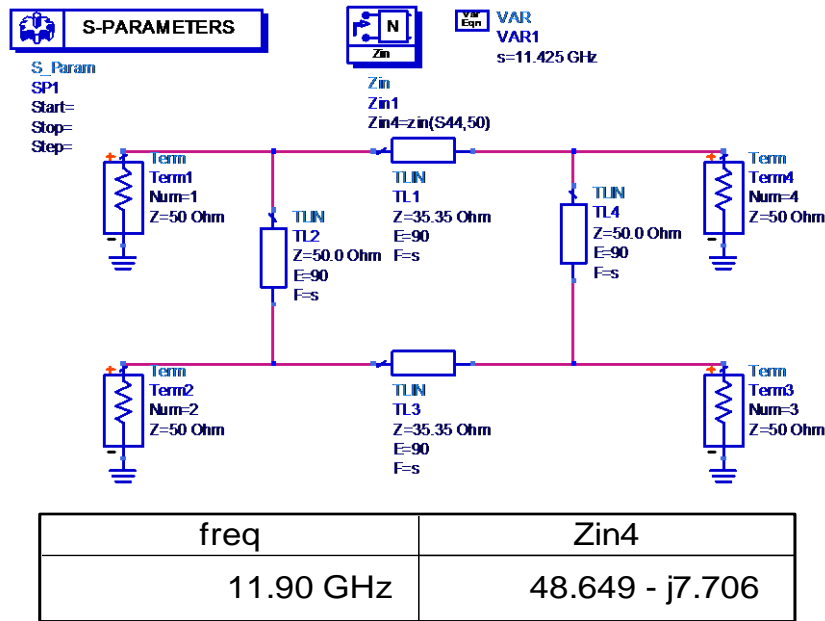 S-PARAMETERS
S_Param
SP1
Start=
Stop=
Step=
N
Zin
Zin
Zin1
Zin4=zin(S44,50)
Var
Eqn
VAR
VAR1
s=11.425 GHz
+
Term
Term1
Num=1
Z=50 Ohm
-
TLIN
TL2
Z=50.0 Ohm
E=90
F=s
TLIN
TL1
Z=35.35 Ohm
E=90
F=s
TLIN
TL4
Z=50.0 Ohm
E=90
F=s
+
Term
Term4
Num=4
Z=50 Ohm
-
+
Term
Term2
Num=2
Z=50 Ohm
-
TLIN
TL3
Z=35.35 Ohm
E=90
F=s
+
Term
Term3
Num=3
Z=50 Ohm
-
freq Zin4
11.90 GHz 48.649 - j7.706